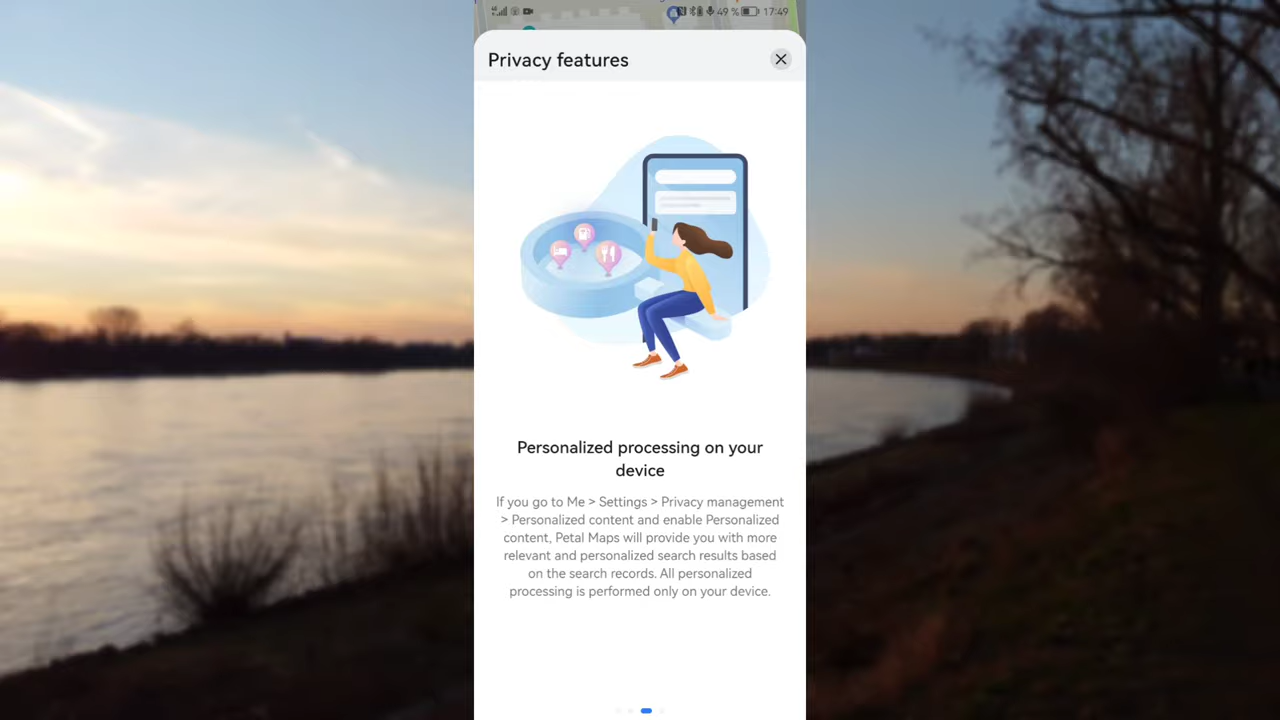 49 % 17:49
Privacy features
Personalized processing on your
device
If you go to Me > Settings > Privacy management
> Personalized content and enable Personalized
content, Petal Maps will provide you with more
relevant and personalized search results based
on the search records. All personalized
processing is performed only on your device.